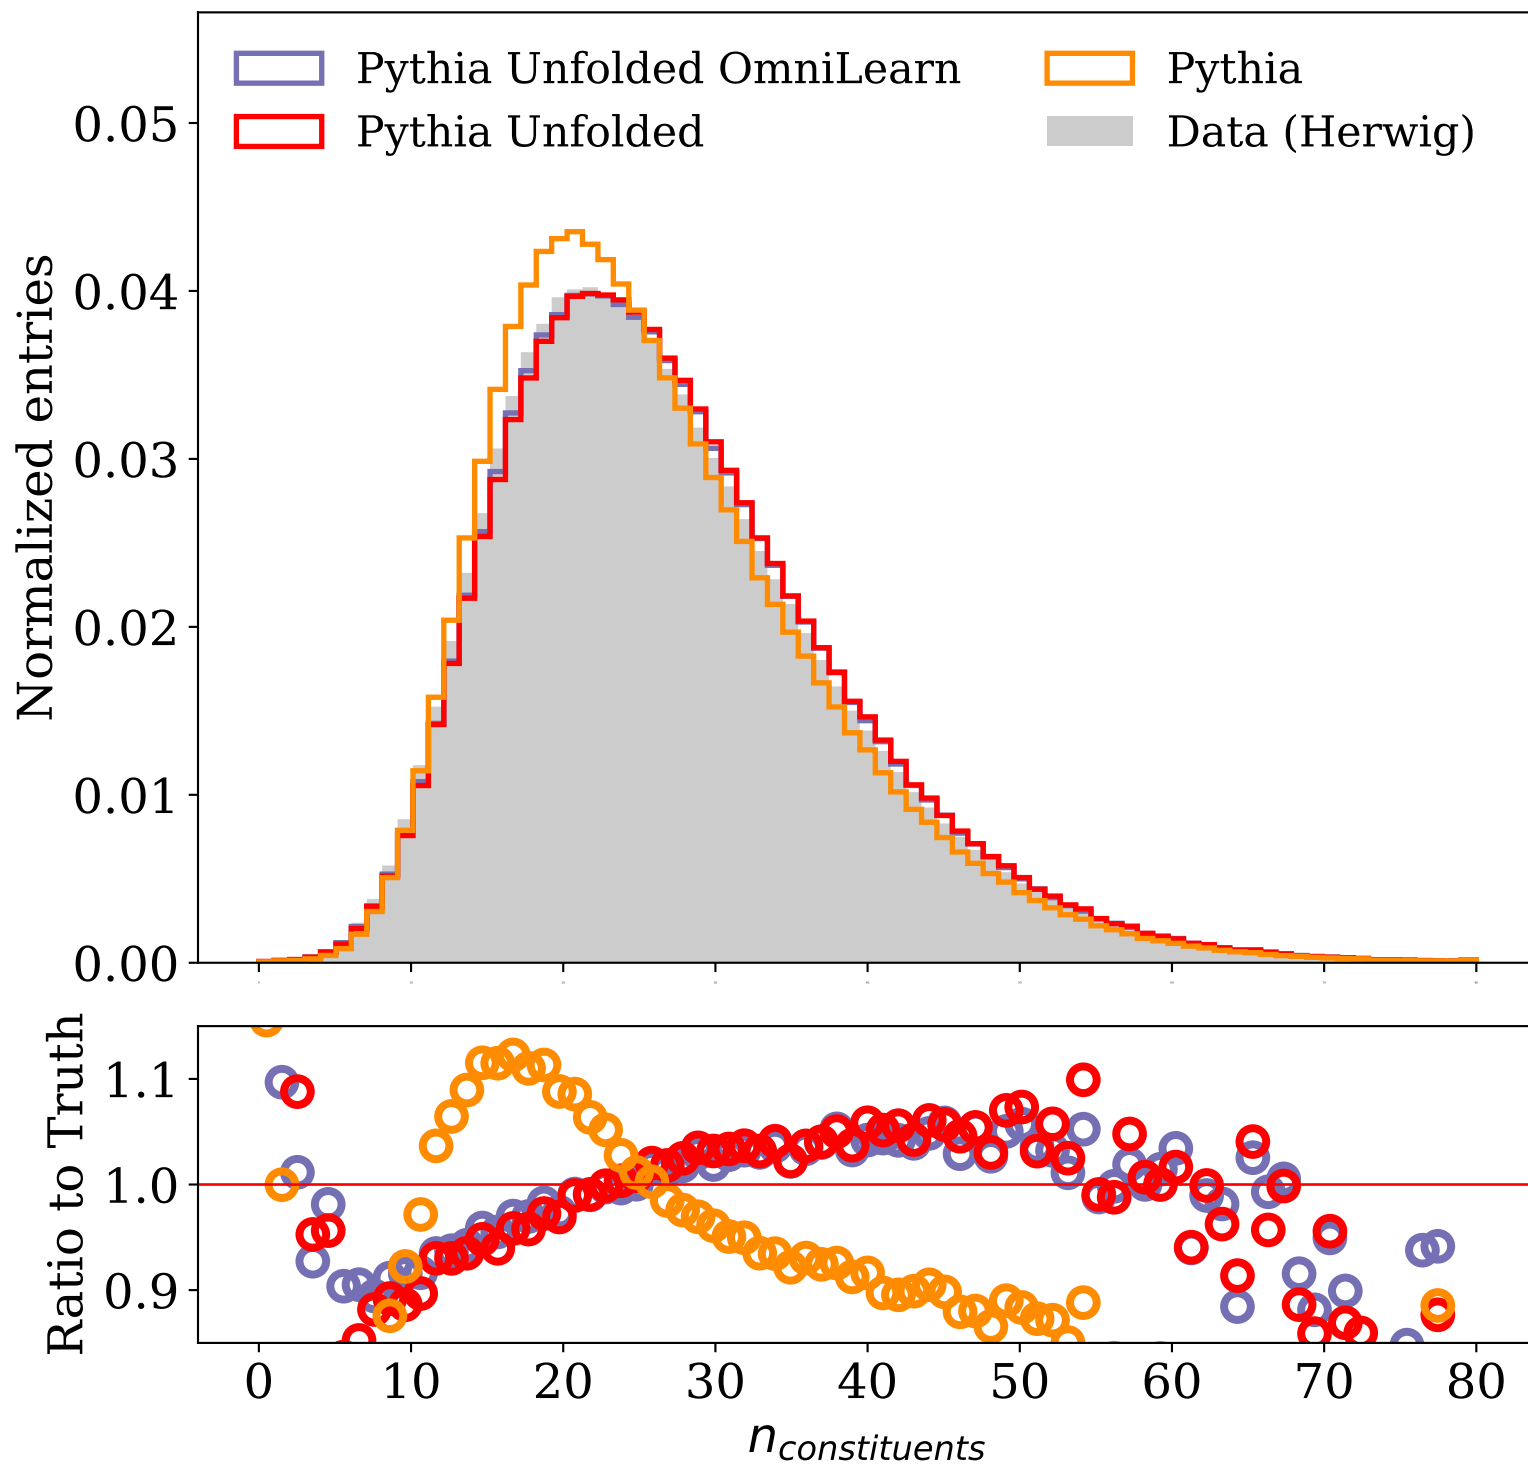 Pythia Unfolded OmniLearn
Pythia Unfolded
Pythia
Data (Herwig)
Normalized entries
0.05
0.04
0.03
0.02
0.01
0.00
Ratio to Truth
1.1
1.0
0.9
0 10 20 30 40 50 60 70 80
n_constituents